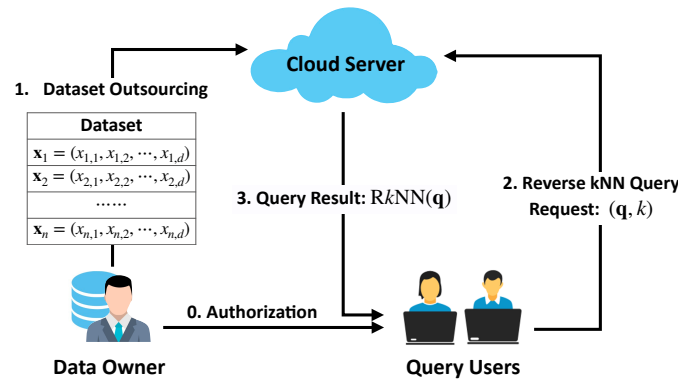 Cloud Server
1. Dataset Outsourcing
Dataset
𝐱₁ = (x₁,₁, x₁,₂, ⋯, x₁,d)
𝐱₂ = (x₂,₁, x₂,₂, ⋯, x₂,d)
⋯⋯
𝐱ₙ = (xₙ,₁, xₙ,₂, ⋯, xₙ,d)
3. Query Result: RkNN(𝐪)
2. Reverse kNN Query
Request: (𝐪, k)
0. Authorization
Data Owner
Query Users